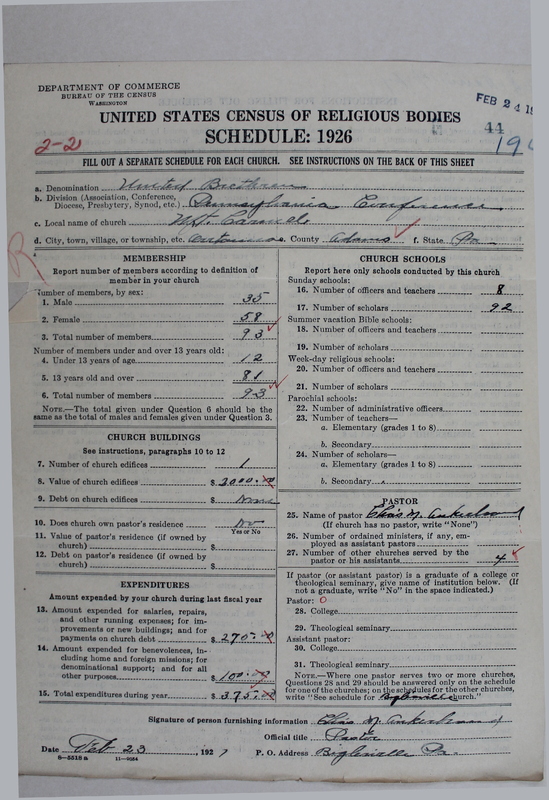 DEPARTMENT OF COMMERCE
BUREAU OF THE CENSUS
WASHINGTON
FEB 24 19
UNITED STATES CENSUS OF RELIGIOUS BODIES
44
2-2
SCHEDULE: 1926
FILL OUT A SEPARATE SCHEDULE FOR EACH CHURCH. SEE INSTRUCTIONS ON THE BACK OF THIS SHEET
a. Denomination United Brethren
b. Division (Association, Conference, Diocese, Presbytery, Synod, etc.) Pennsylvania Conference
c. Local name of church Mt. Carmel
d. City, town, village, or township, etc. e. County Adams f. State Pa
R
MEMBERSHIP
Report number of members according to definition of member in your church
Number of members, by sex:
1. Male 35
2. Female 58
3. Total number of members 93
Number of members under and over 13 years old:
4. Under 13 years of age 12
5. 13 years old and over 81
6. Total number of members 93
NOTE.—The total given under Question 6 should be the same as the total of males and females given under Question 3.
CHURCH BUILDINGS
See instructions, paragraphs 10 to 12
7. Number of church edifices 1
8. Value of church edifices $ 2000.
9. Debt on church edifices $ None
10. Does church own pastor's residence No
Yes or No
11. Value of pastor's residence (if owned by church) $
12. Debt on pastor's residence (if owned by church) $
EXPENDITURES
Amount expended by your church during last fiscal year
13. Amount expended for salaries, repairs, and other running expenses; for improvements or new buildings; and for payments on church debt $ 275.
14. Amount expended for benevolences, including home and foreign missions; for denominational support; and for all other purposes $ 100.
15. Total expenditures during year $ 375.
CHURCH SCHOOLS
Report here only schools conducted by this church
Sunday schools:
16. Number of officers and teachers 8
17. Number of scholars 92
Summer vacation Bible schools:
18. Number of officers and teachers
19. Number of scholars
Week-day religious schools:
20. Number of officers and teachers
21. Number of scholars
Parochial schools:
22. Number of administrative officers
23. Number of teachers—
a. Elementary (grades 1 to 8)
b. Secondary
24. Number of scholars—
a. Elementary (grades 1 to 8)
b. Secondary
PASTOR
25. Name of pastor
(If church has no pastor, write "None")
26. Number of ordained ministers, if any, employed as assistant pastors
27. Number of other churches served by the pastor or his assistants 4
If pastor (or assistant pastor) is a graduate of a college or theological seminary, give name of institution below. (If not a graduate, write "No" in the space indicated.)
Pastor: O
28. College
29. Theological seminary
Assistant pastor:
30. College
31. Theological seminary
NOTE.—Where one pastor serves two or more churches, Questions 28 and 29 should be answered only on the schedule for one of the churches; on the schedules for the other churches, write "See schedule for Biglerville church."
Signature of person furnishing information
Official title Pastor
Date Feb 23, 1927
P. O. Address Biglerville Pa.
8-5518 a 11-9284